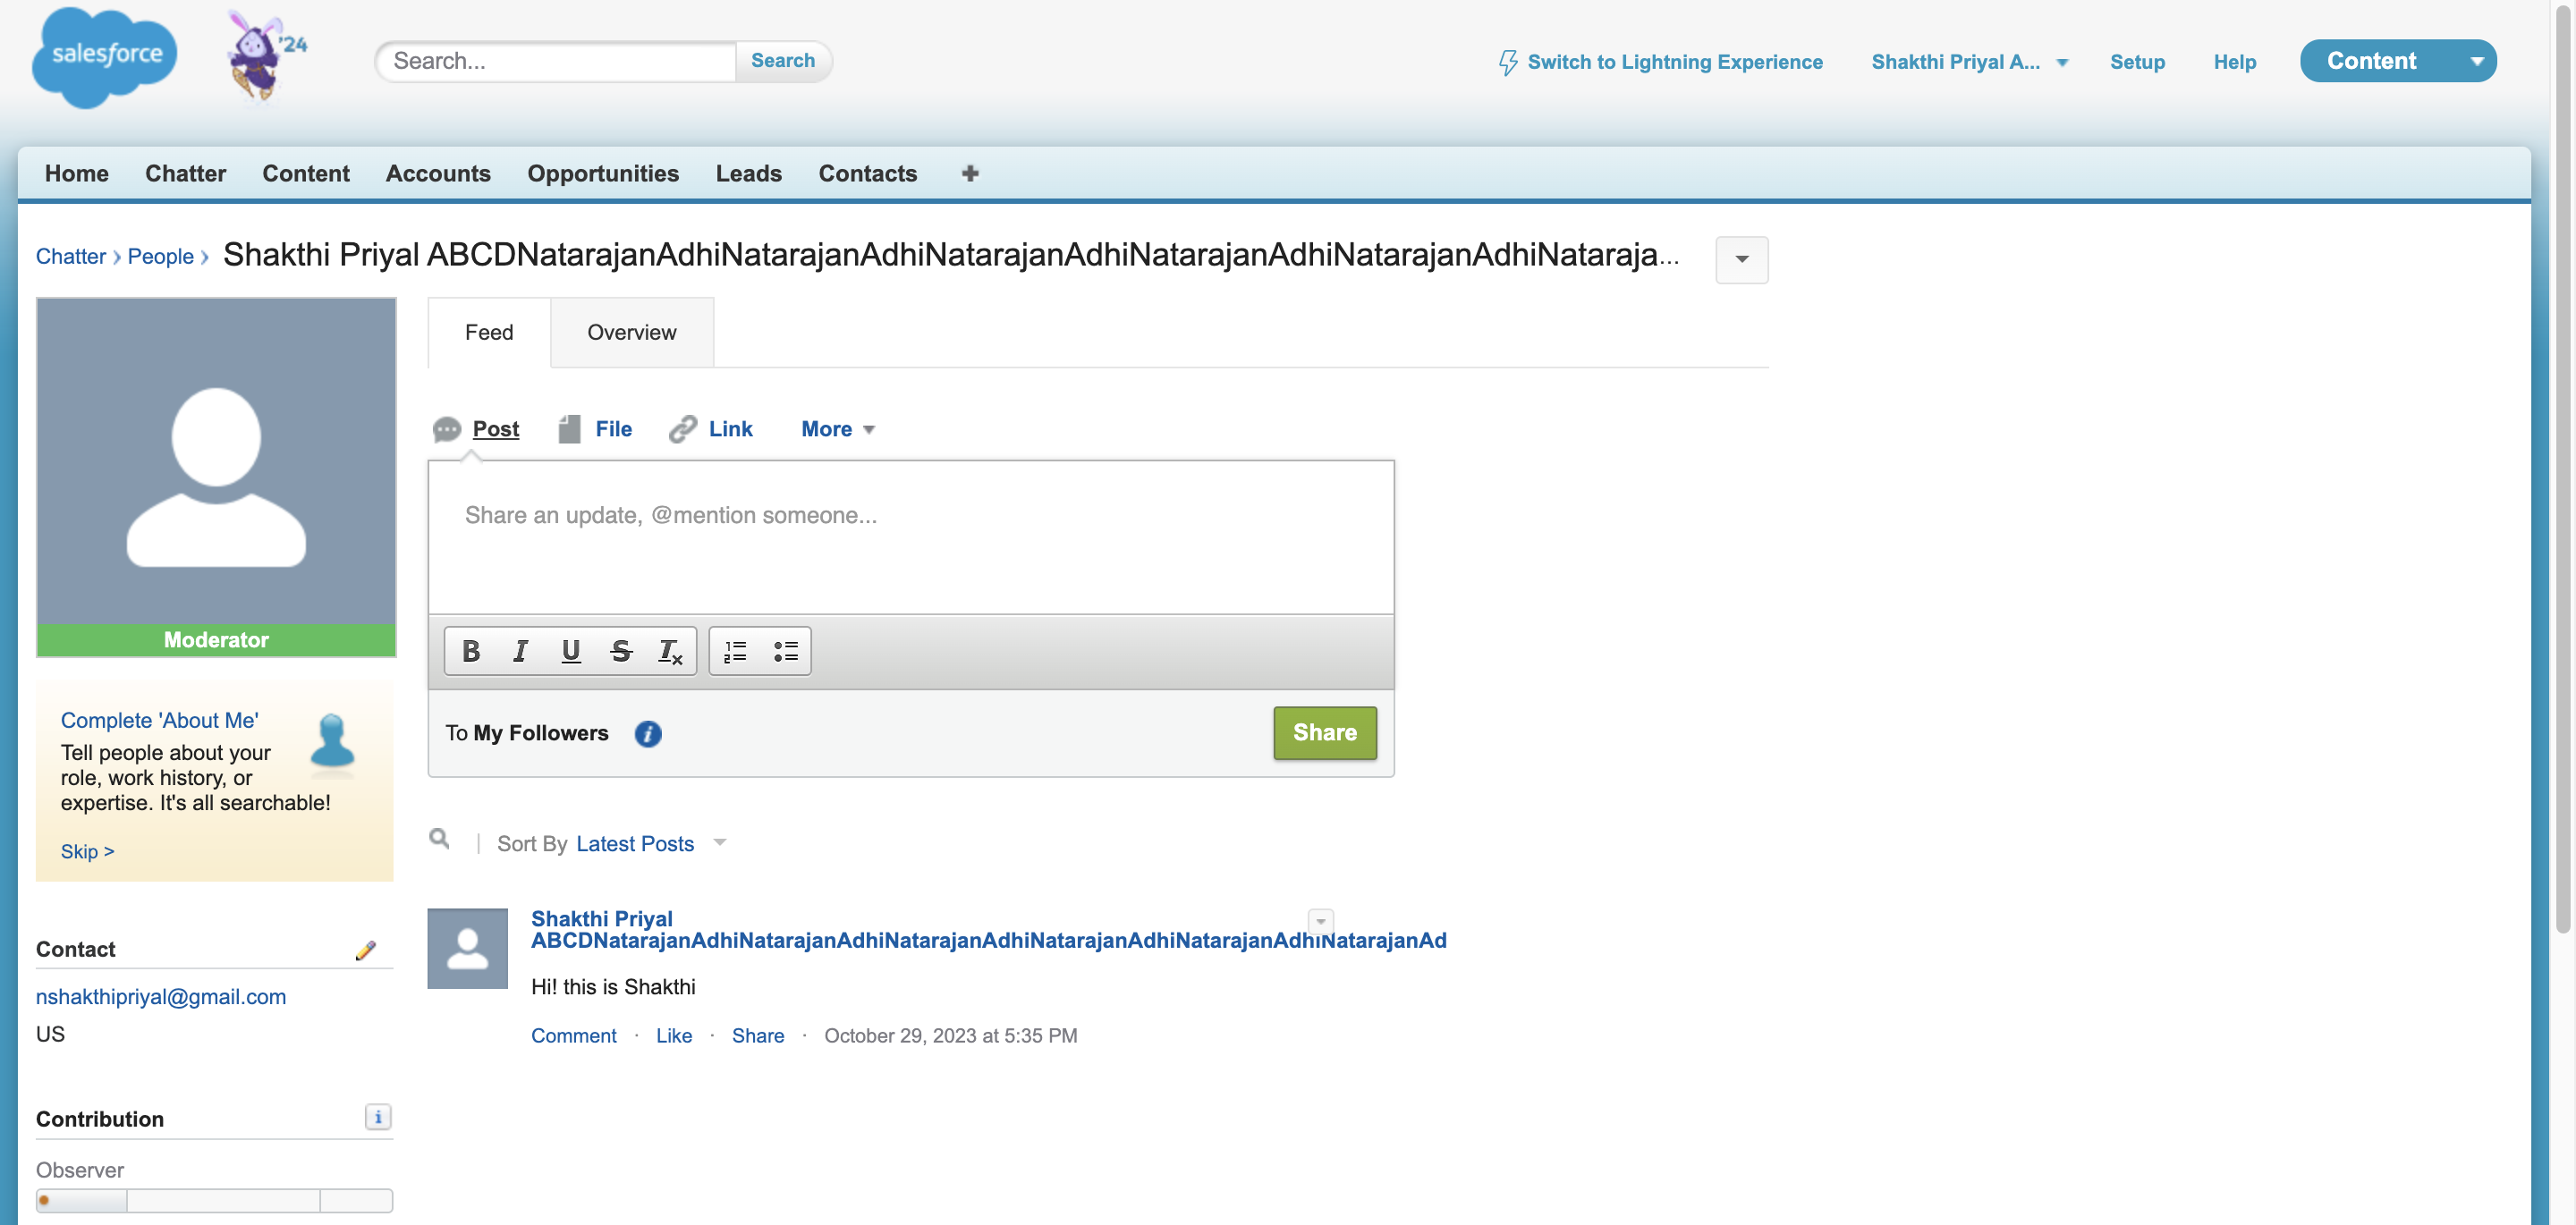 salesforce
'24
Search...
Search
Switch to Lightning Experience
Shakthi Priyal A...
Setup
Help
Content
Home
Chatter
Content
Accounts
Opportunities
Leads
Contacts
Chatter › People › Shakthi Priyal ABCDNatarajanAdhiNatarajanAdhiNatarajanAdhiNatarajanAdhiNatarajanAdhiNataraja...
Feed
Overview
Post
File
Link
More
Share an update, @mention someone...
Moderator
B I U S Tx
To My Followers
Share
Complete 'About Me'
Tell people about your
role, work history, or
expertise. It's all searchable!
Skip >
Sort By Latest Posts
Shakthi Priyal
ABCDNatarajanAdhiNatarajanAdhiNatarajanAdhiNatarajanAdhiNatarajanAdhiNatarajanAd
Hi! this is Shakthi
Comment · Like · Share · October 29, 2023 at 5:35 PM
Contact
nshakthipriyal@gmail.com
US
Contribution
Observer